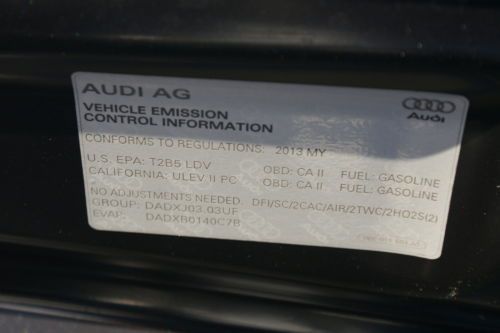 AUDI AG
Audi
VEHICLE EMISSION
CONTROL INFORMATION
CONFORMS TO REGULATIONS: 2013 MY
U.S. EPA: T2B5 LDV OBD: CA II FUEL: GASOLINE
CALIFORNIA: ULEV II PC OBD: CA II FUEL: GASOLINE
NO ADJUSTMENTS NEEDED. DFI/SC/2CAC/AIR/2TWC/2HO2S(2)
GROUP: DADXJ03.03UF
EVAP: DADXR0140C7B